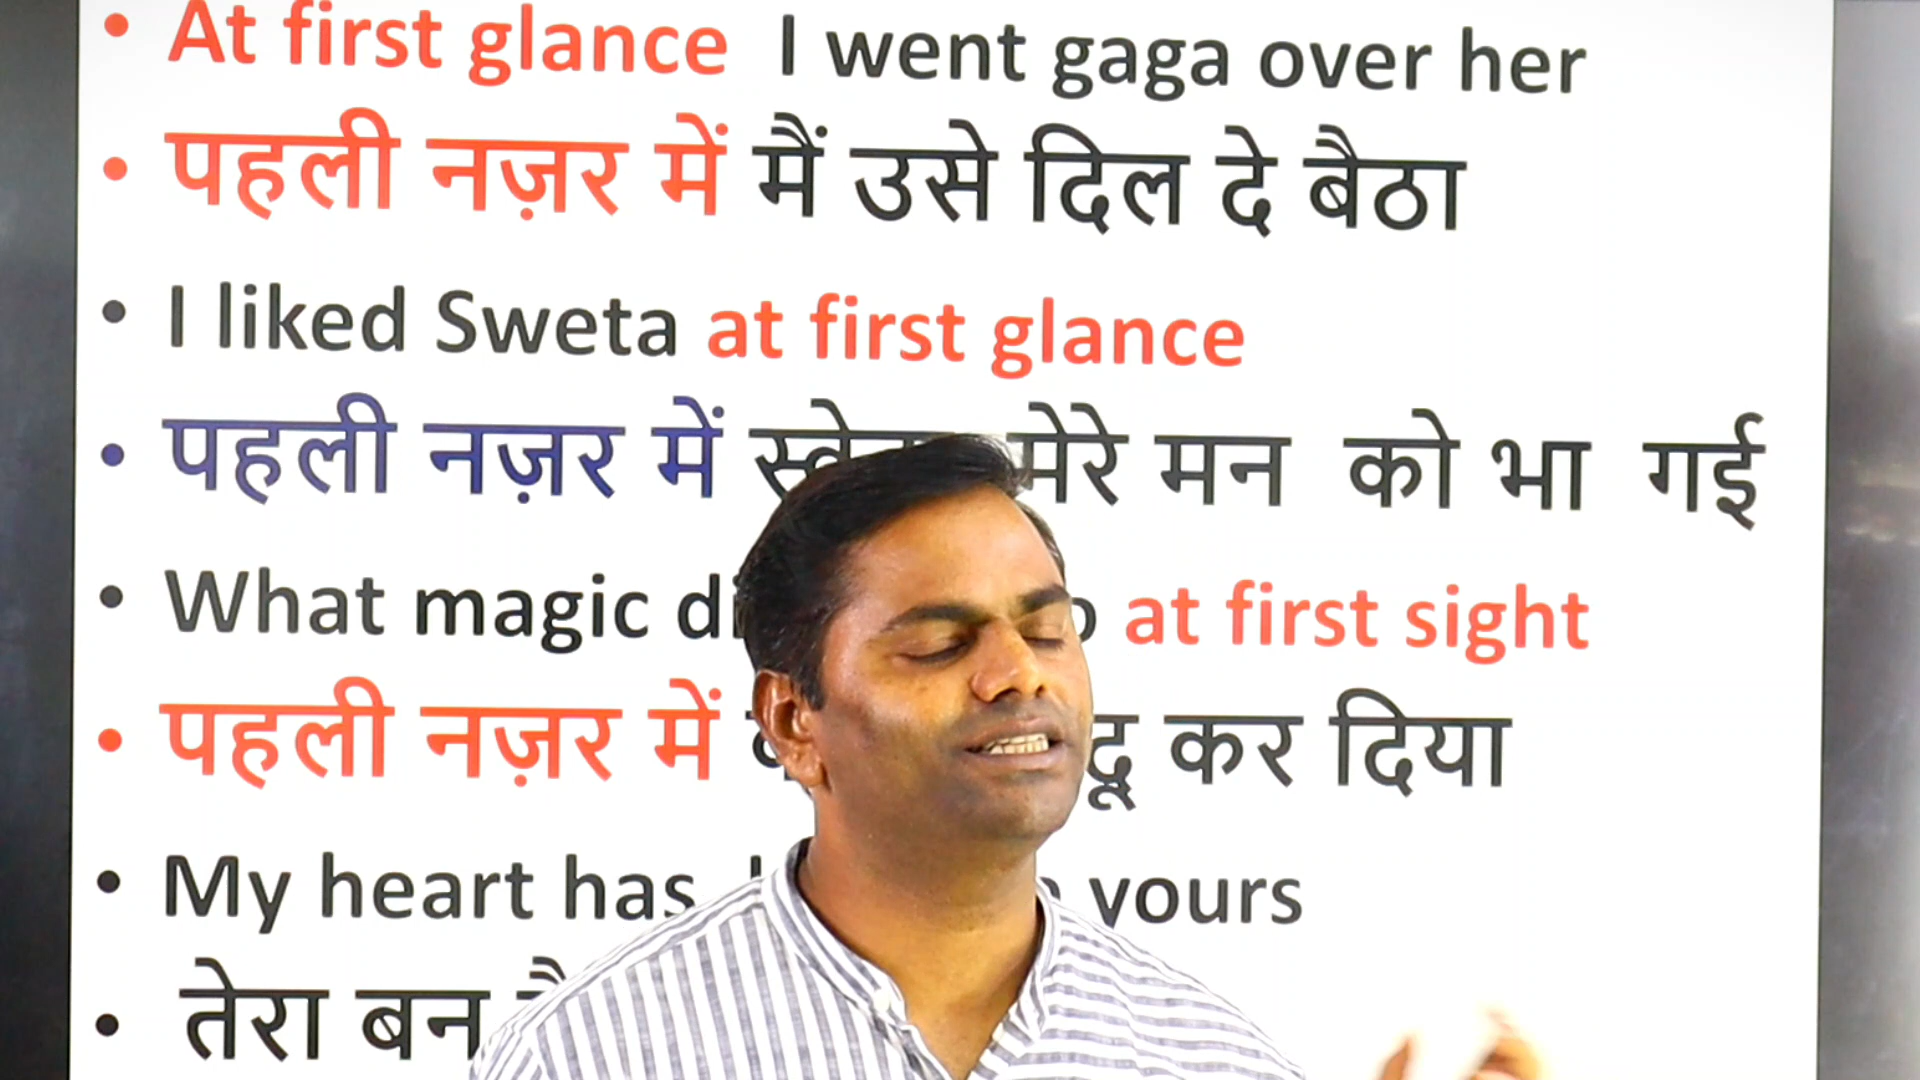 At first glance I went gaga over her
पहली नज़र में मैं उसे दिल दे बैठा
I liked Sweta at first glance
पहली नज़र में मेरे मन को भा गई
What magic at first sight
पहली नज़र में कर दिया
My heart has yours
तेरा बन